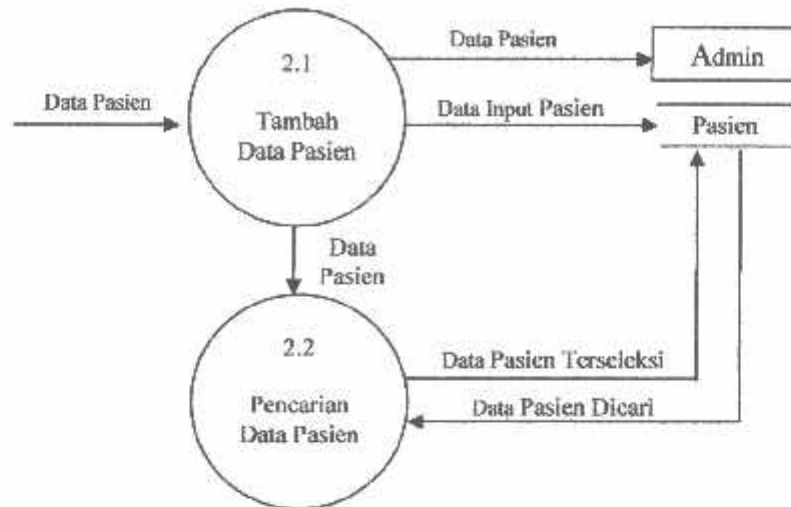 Data Pasien
2.1
Tambah
Data Pasien
Data Pasien
Admin
Data Input Pasien
Pasien
Data
Pasien
2.2
Pencarian
Data Pasien
Data Pasien Terseleksi
Data Pasien Dicari